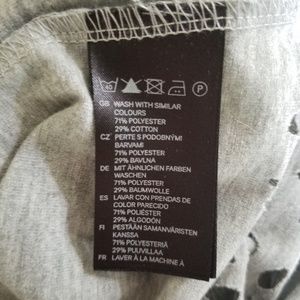 40 P
GB WASH WITH SIMILAR
COLOURS
71% POLYESTER
29% COTTON
CZ PERTE S PODOBNÝMI
BARVAMI
71% POLYESTER
29% BAVLNA
DE MIT ÄHNLICHEN FARBEN
WASCHEN
71% POLYESTER
29% BAUMWOLLE
ES LAVAR CON PRENDAS DE
COLOR PARECIDO
71% POLIÉSTER
29% ALGODÓN
FI PESTÄÄN SAMANVÄRISTEN
KANSSA
71% POLYESTERIÄ
29% PUUVILLAA
FR LAVER À LA MACHINE À